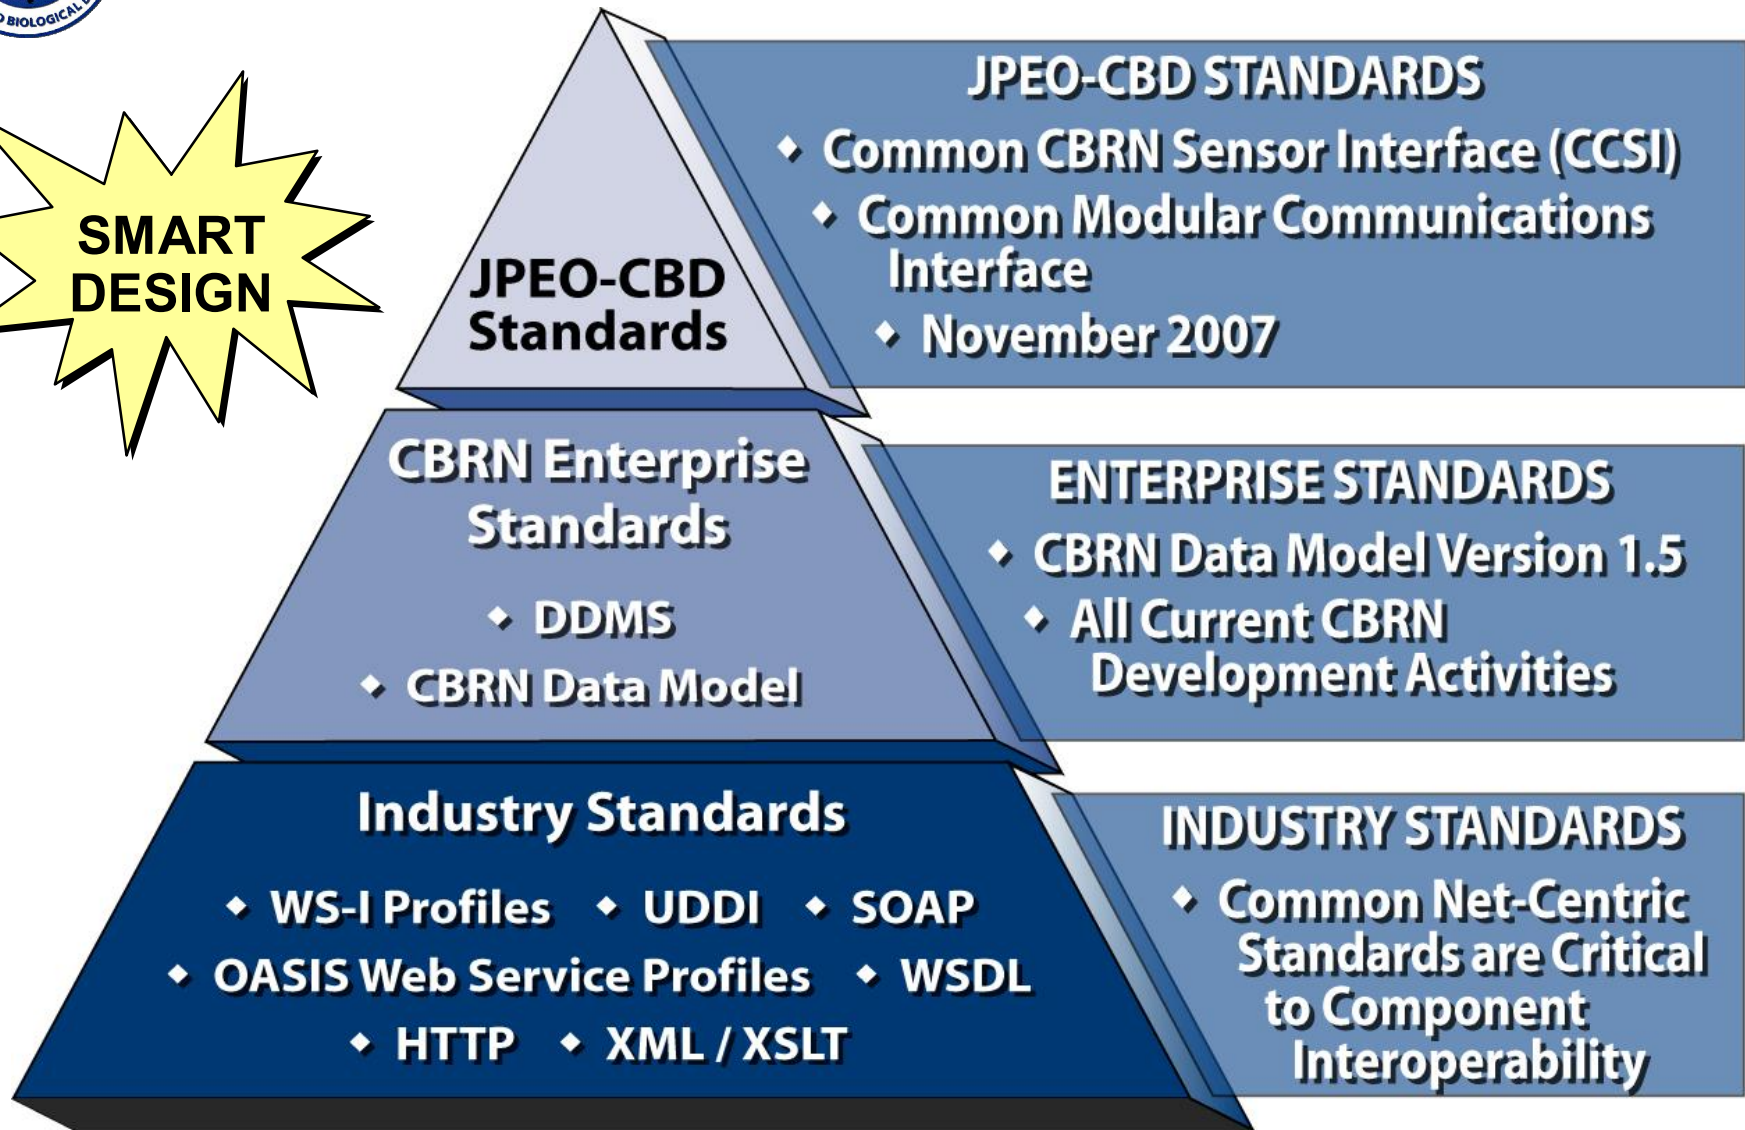 BIOLOGICAL
SMART
DESIGN
JPEO-CBD
Standards
CBRN Enterprise
Standards
◆ DDMS
◆ CBRN Data Model
Industry Standards
◆ WS-I Profiles ◆ UDDI ◆ SOAP
◆ OASIS Web Service Profiles ◆ WSDL
◆ HTTP ◆ XML / XSLT
JPEO-CBD STANDARDS
◆ Common CBRN Sensor Interface (CCSI)
◆ Common Modular Communications
Interface
◆ November 2007
ENTERPRISE STANDARDS
◆ CBRN Data Model Version 1.5
◆ All Current CBRN
Development Activities
INDUSTRY STANDARDS
◆ Common Net-Centric
Standards are Critical
to Component
Interoperability